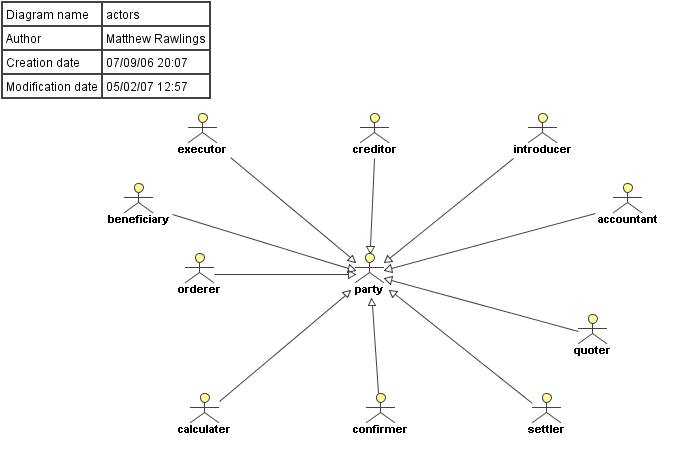 Diagram name actors
Author Matthew Rawlings
Creation date 07/09/06 20:07
Modification date 05/02/07 12:57
executor
creditor
introducer
beneficiary
accountant
orderer
party
quoter
calculater
confirmer
settler